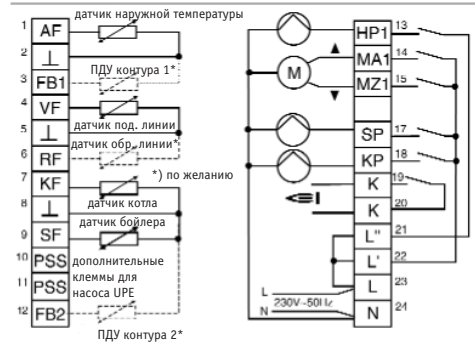 датчик наружной температуры
1 AF
2 ⊥
ПДУ контура 1*
3 FB1
4 VF
5 ⊥ датчик под. линии
датчик обр. линии*
6 RF
*) по желанию
7 KF
датчик котла
8 ⊥
датчик бойлера
9 SF
10 PSS дополнительные
клеммы для
11 PSS
насоса UPE
12 FB2
ПДУ контура 2*
HP1 13
M
MA1 14
MZ1 15
SP 17
KP 18
K 19
K 20
L'' 21
L' 22
L L 23
230V~50Hz
N N 24